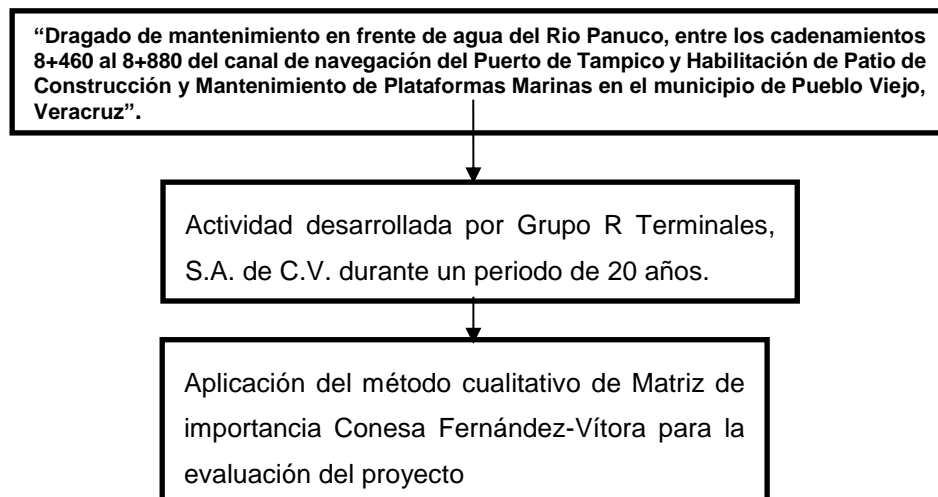 “Dragado de mantenimiento en frente de agua del Rio Panuco, entre los cadenamientos
8+460 al 8+880 del canal de navegación del Puerto de Tampico y Habilitación de Patio de
Construcción y Mantenimiento de Plataformas Marinas en el municipio de Pueblo Viejo,
Veracruz”.
Actividad desarrollada por Grupo R Terminales,
S.A. de C.V. durante un periodo de 20 años.
Aplicación del método cualitativo de Matriz de
importancia Conesa Fernández-Vítora para la
evaluación del proyecto